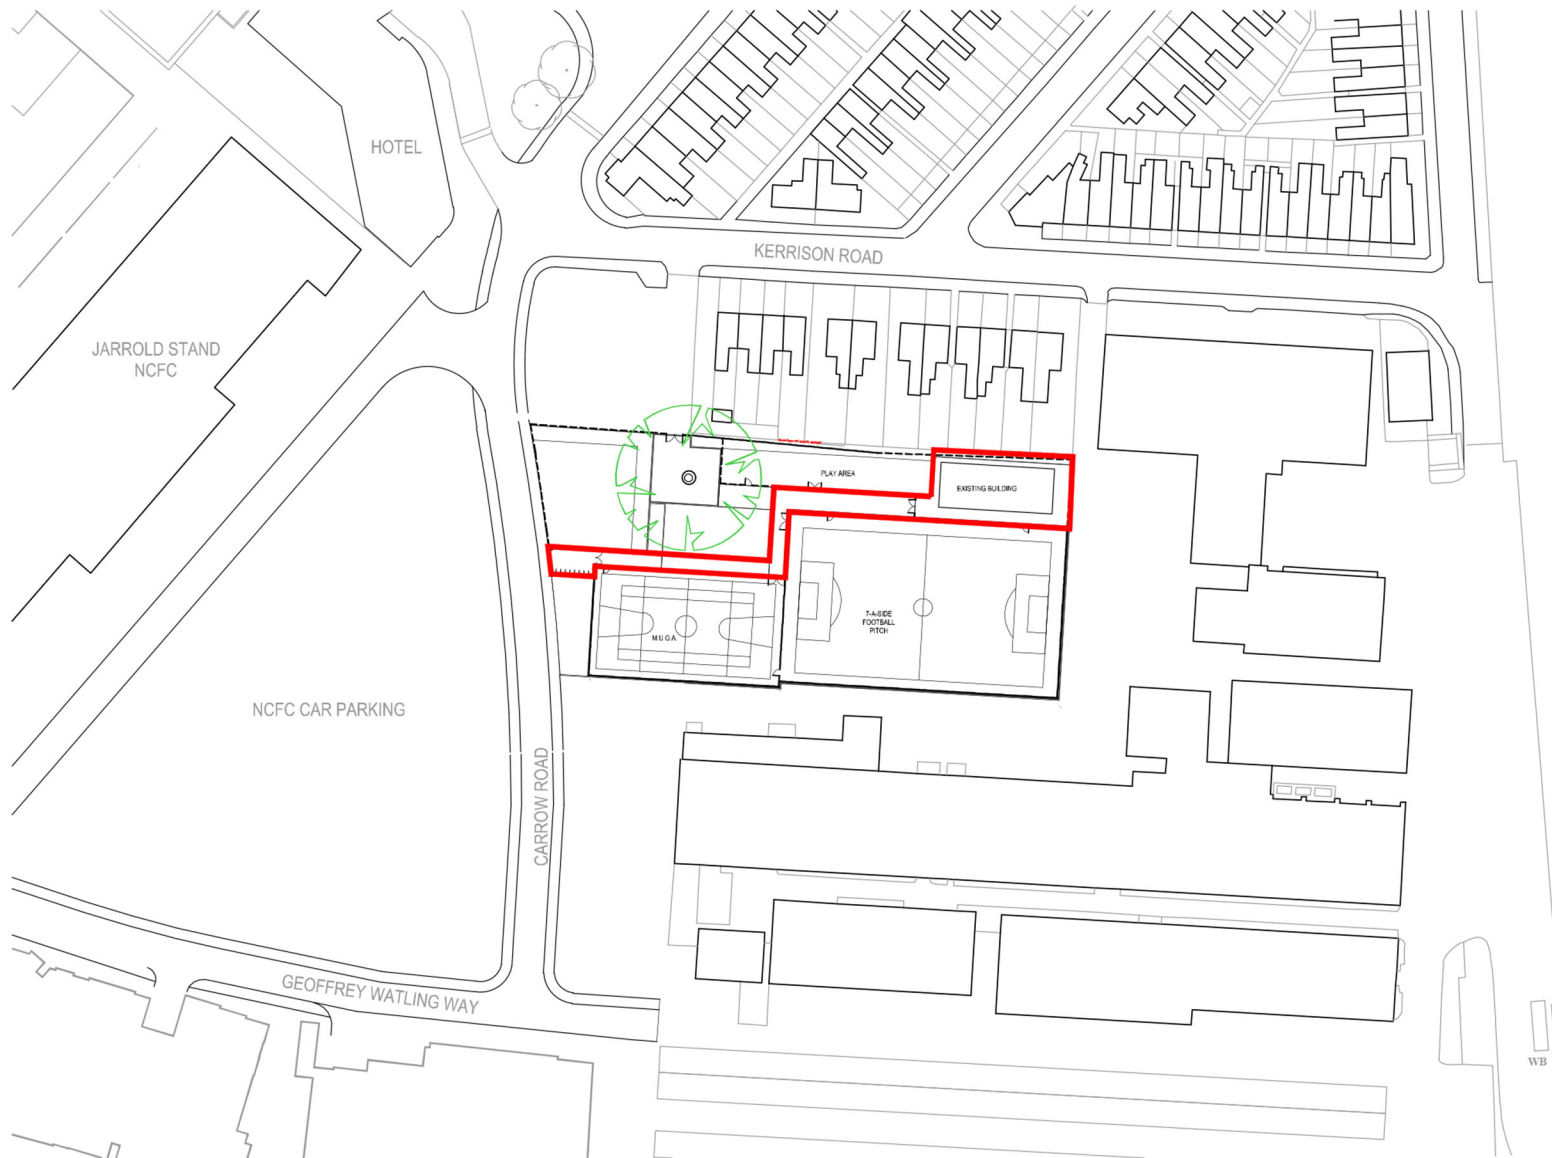 HOTEL
KERRISON ROAD
JARROLD STAND
NCFC
PLAY AREA
EXISTING BUILDING
7-A-SIDE
FOOTBALL
PITCH
M.U.G.A.
NCFC CAR PARKING
CARROW ROAD
GEOFFREY WATLING WAY
WB